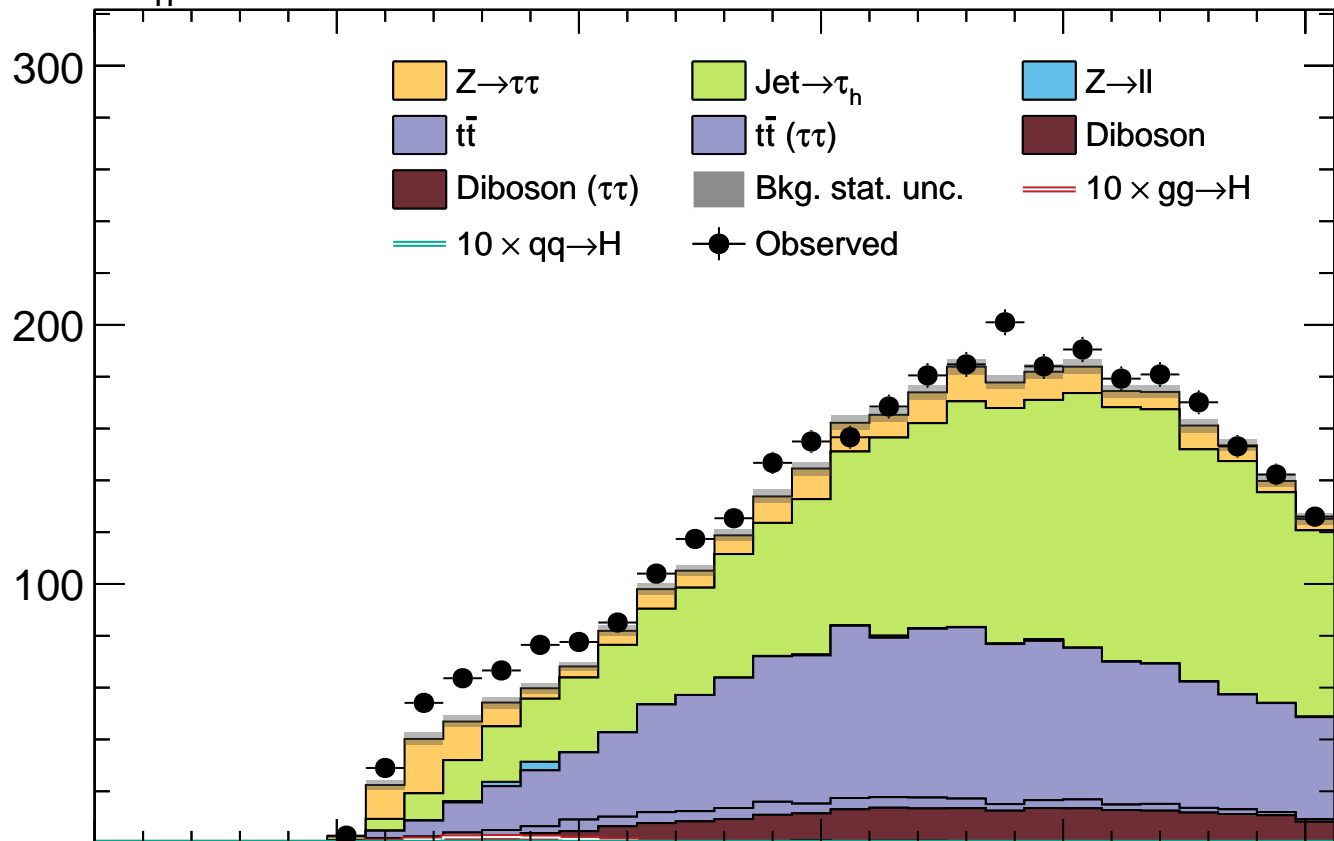 300
Z→ττ Jet→τₕ Z→ll
tt̄ tt̄ (ττ) Diboson
Diboson (ττ) Bkg. stat. unc. 10 × gg→H
10 × qq→H Observed
200
100